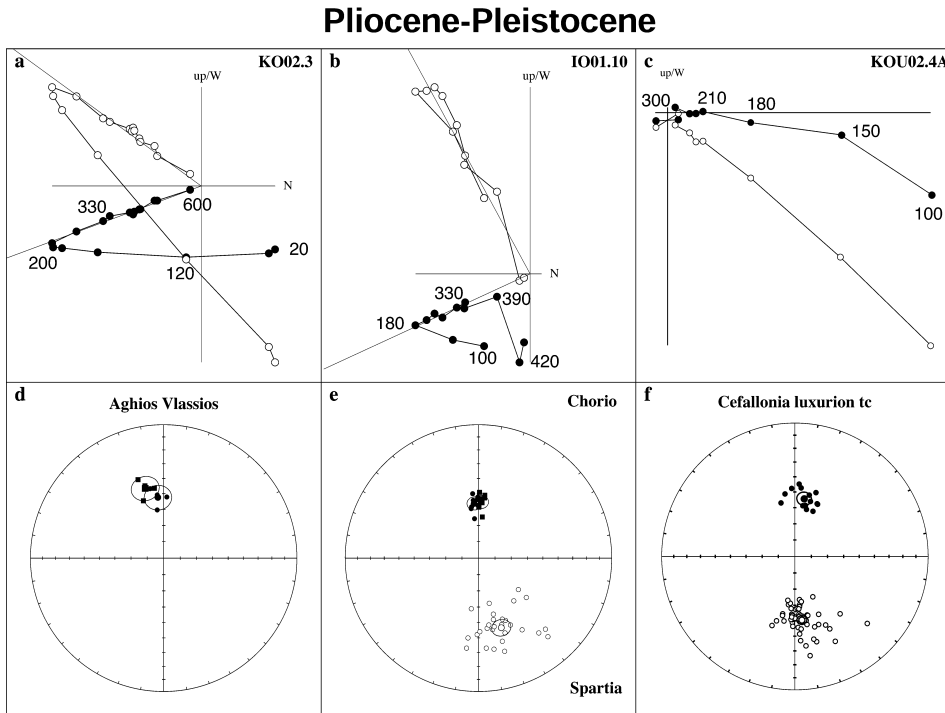 Pliocene-Pleistocene
a
KO02.3
up/W
N
330
600
200
20
120
b
IO01.10
up/W
N
330
390
180
100
420
c
KOU02.4A
up/W
300
210
180
150
100
d
Aghios Vlassios
e
Chorio
Spartia
f
Cefallonia luxurion tc